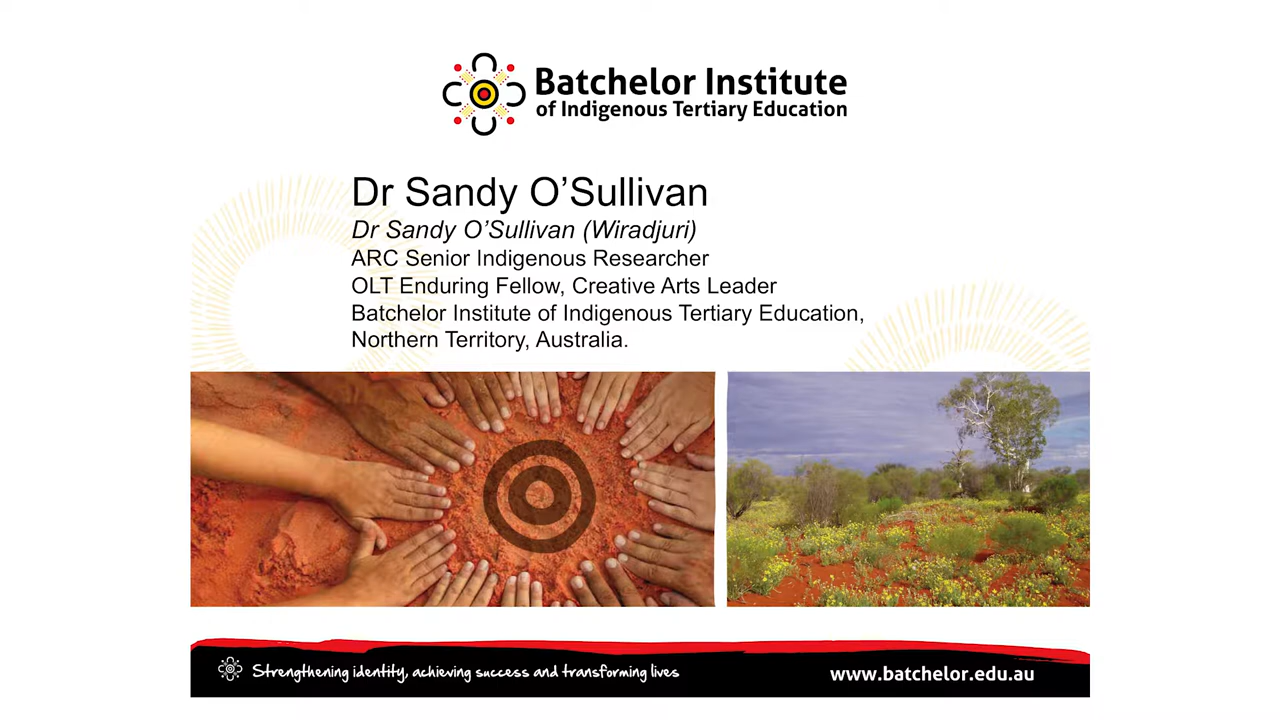 Batchelor Institute
of Indigenous Tertiary Education
Dr Sandy O’Sullivan
Dr Sandy O’Sullivan (Wiradjuri)
ARC Senior Indigenous Researcher
OLT Enduring Fellow, Creative Arts Leader
Batchelor Institute of Indigenous Tertiary Education,
Northern Territory, Australia.
Strengthening identity, achieving success and transforming lives
www.batchelor.edu.au